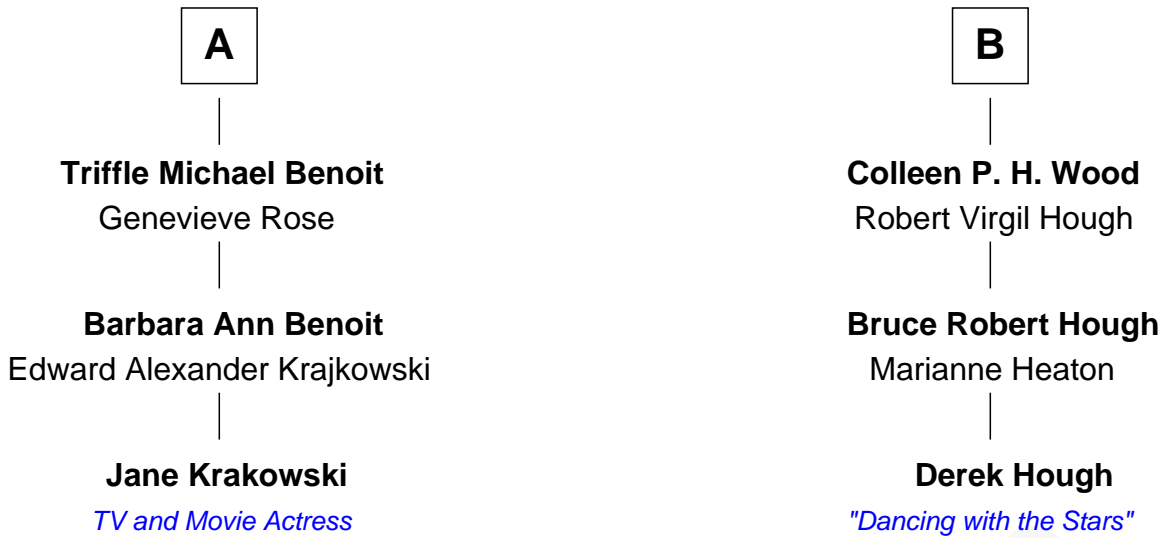 A
B
Triffle Michael Benoit
Colleen P. H. Wood
Genevieve Rose
Robert Virgil Hough
Barbara Ann Benoit
Bruce Robert Hough
Edward Alexander Krajkowski
Marianne Heaton
Jane Krakowski
Derek Hough
TV and Movie Actress
"Dancing with the Stars"